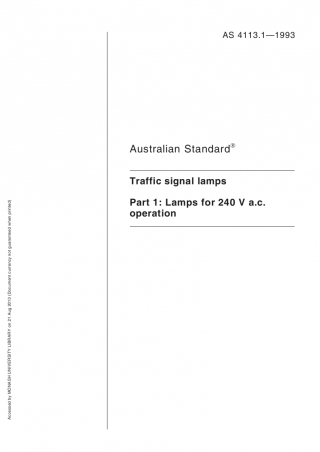 AS 4113.1—1993
Australian Standard®
Traffic signal lamps
Part 1: Lamps for 240 V a.c.
operation
Accessed by MONASH UNIVERSITY LIBRARY on 21 Aug 2013 (Document currency not guaranteed when printed)